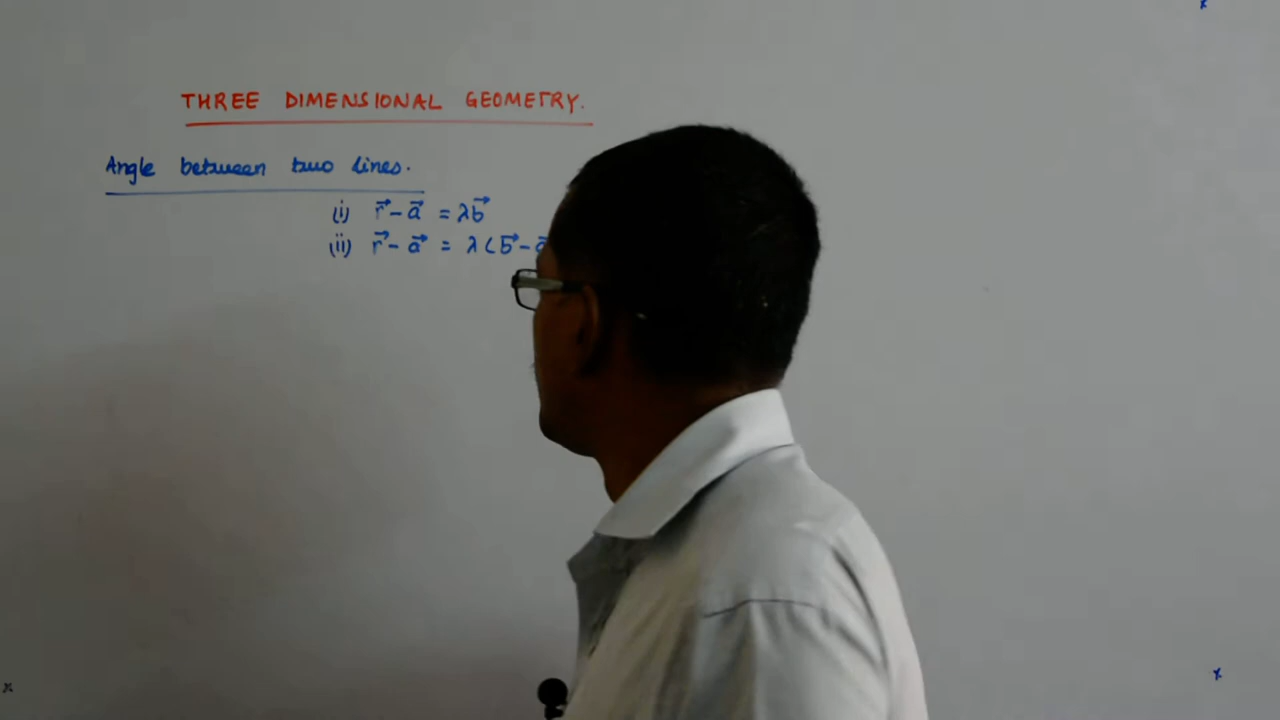 THREE DIMENSIONAL GEOMETRY.
Angle between two lines.
(i) r⃗ - a⃗ = λb⃗
(ii) r⃗ - a⃗ = λ(b⃗ - a⃗